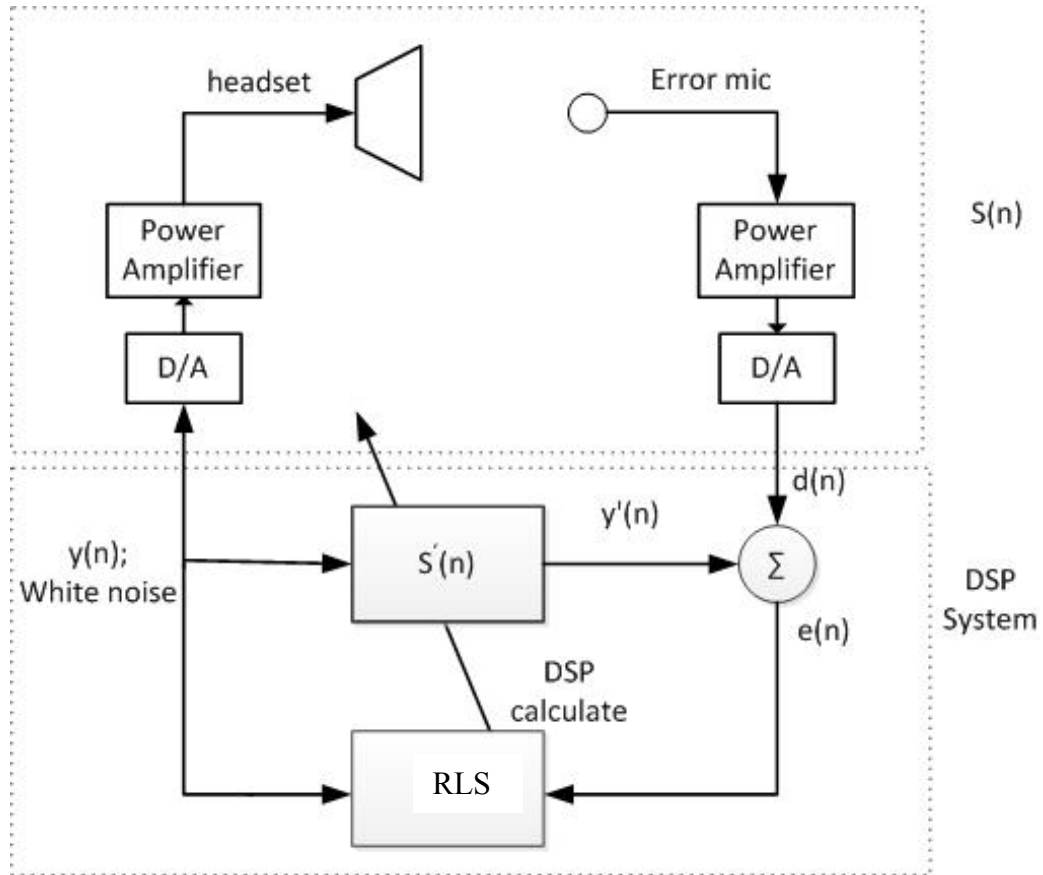 headset
Error mic
Power
Amplifier
Power
Amplifier
S(n)
D/A
D/A
d(n)
y'(n)
y(n);
White noise
S´(n)
Σ
DSP
System
e(n)
DSP
calculate
RLS